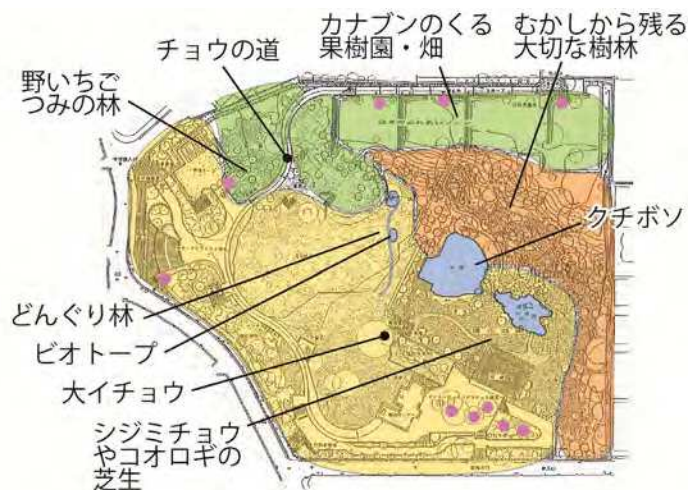 カナブンのくる
果樹園・畑
むかしから残る
大切な樹林
チョウの道
野いちご
つみの林
クチボソ
どんぐり林
ビオトープ
大イチョウ
シジミチョウ
やコオロギの
芝生